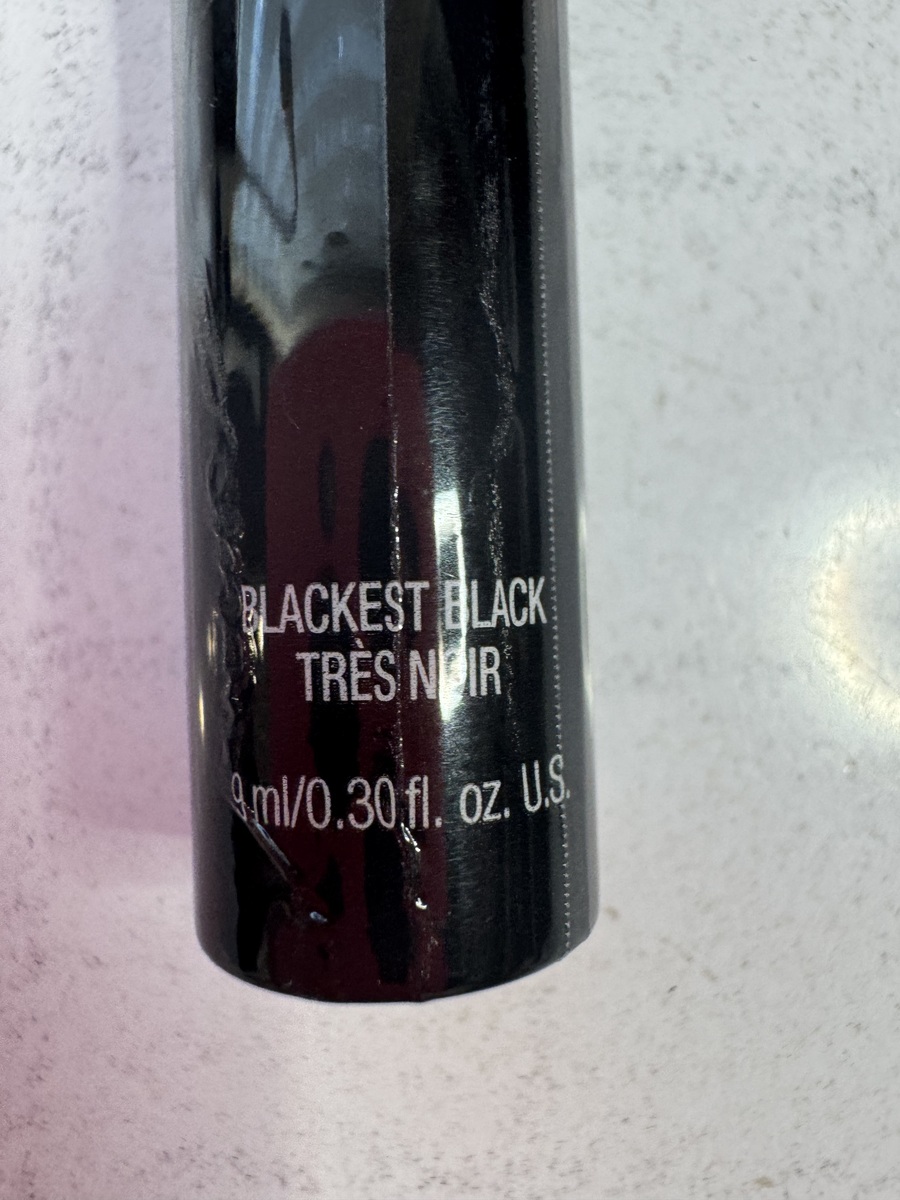 BLACKEST BLACK
TRÈS NOIR
9 ml/0.30 fl. oz. U.S.